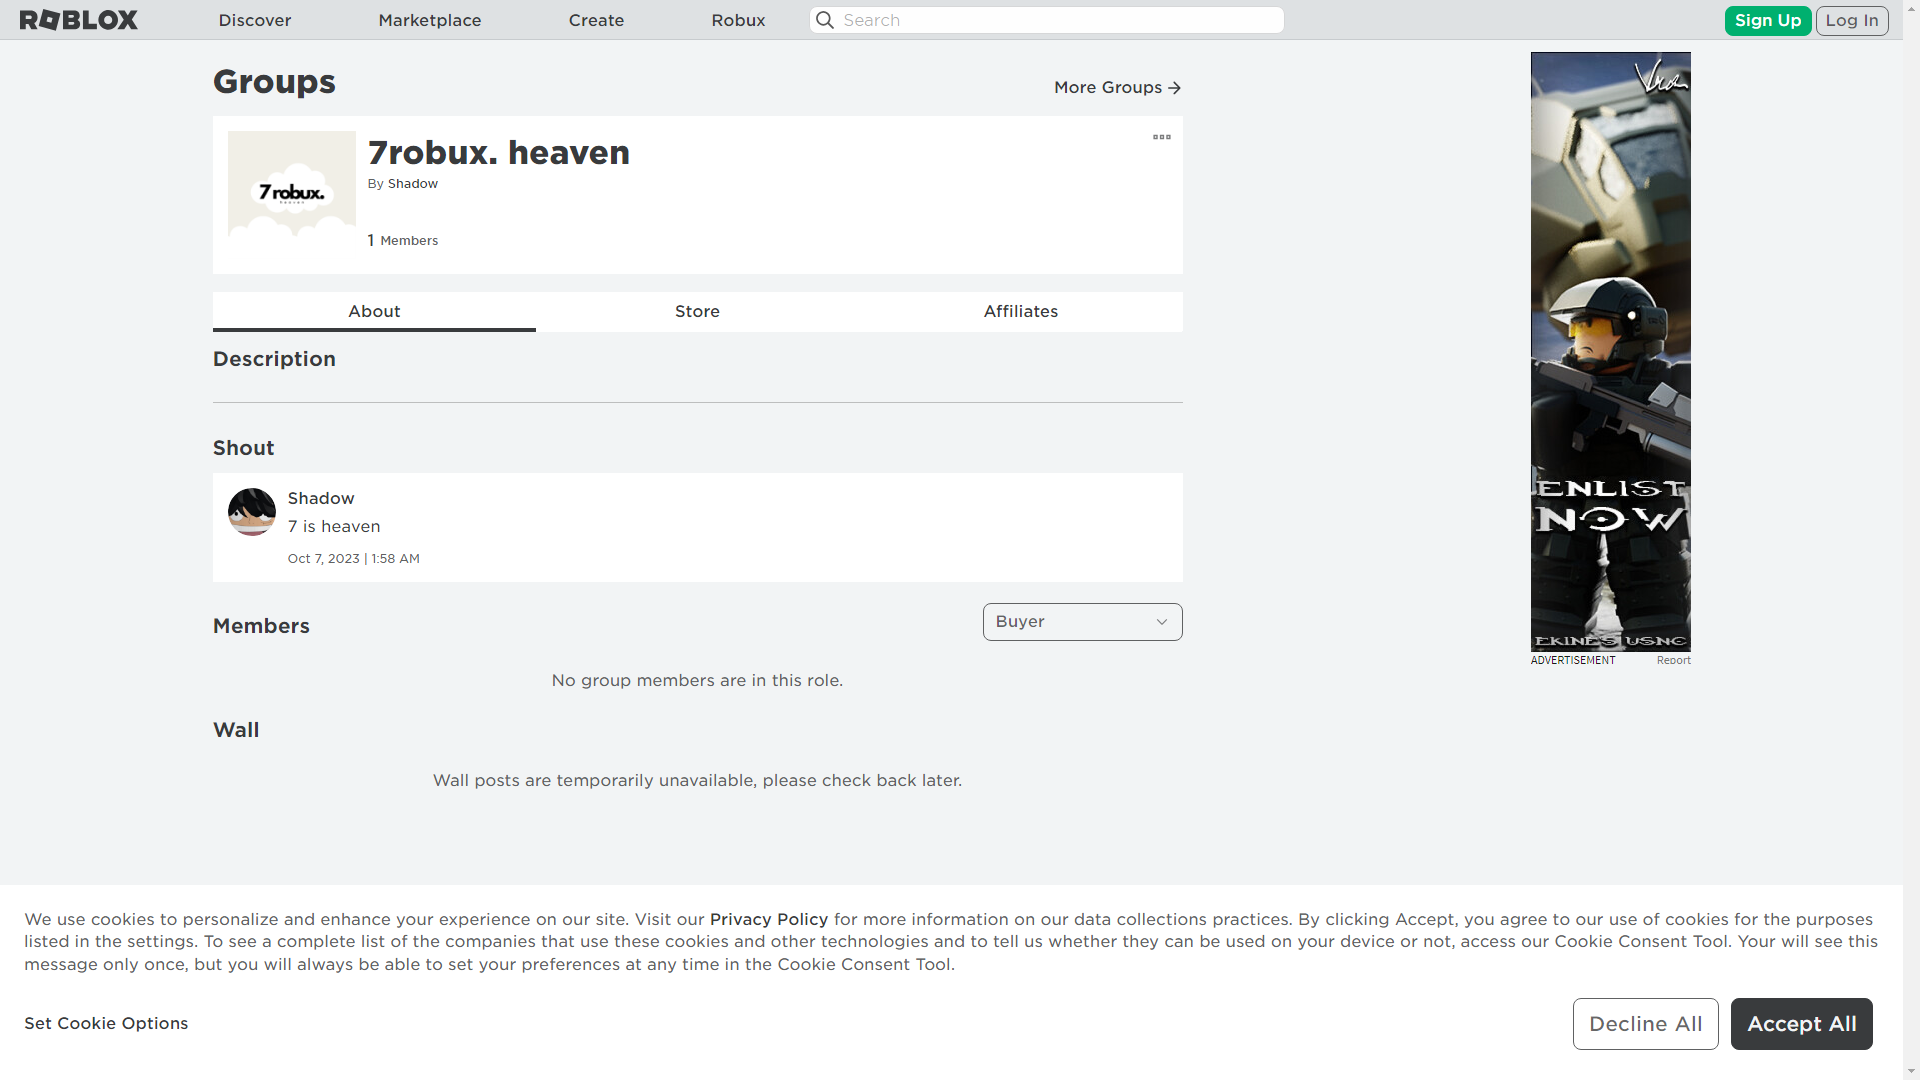 ROBLOX
Discover
Marketplace
Create
Robux
Search
Sign Up
Log In
Groups
More Groups
7robux.
heaven
7robux. heaven
By Shadow
1 Members
About
Store
Affiliates
Description
Shout
Shadow
7 is heaven
Oct 7, 2023 | 1:58 AM
Members
Buyer
No group members are in this role.
Wall
Wall posts are temporarily unavailable, please check back later.
ENLIST
NOW
EKINE'S USNC
ADVERTISEMENT
Report
We use cookies to personalize and enhance your experience on our site. Visit our Privacy Policy for more information on our data collections practices. By clicking Accept, you agree to our use of cookies for the purposes
listed in the settings. To see a complete list of the companies that use these cookies and other technologies and to tell us whether they can be used on your device or not, access our Cookie Consent Tool. Your will see this
message only once, but you will always be able to set your preferences at any time in the Cookie Consent Tool.
Set Cookie Options
Decline All
Accept All